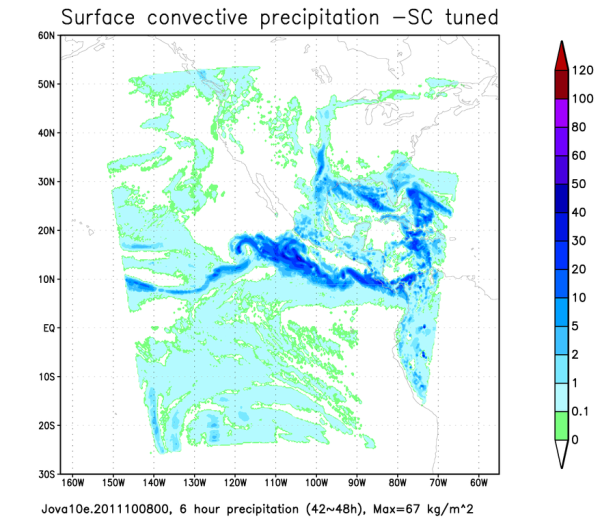 Surface convective precipitation –SC tuned
60N
50N
40N
30N
20N
10N
EQ
10S
20S
30S
160W 150W 140W 130W 120W 110W 100W 90W 80W 70W
120
100
80
70
60
50
40
30
20
10
5
2
1
0.1
0
Jova10e.2011100800, 6 hour precipitation (42~48h), Max=67 kg/m^2